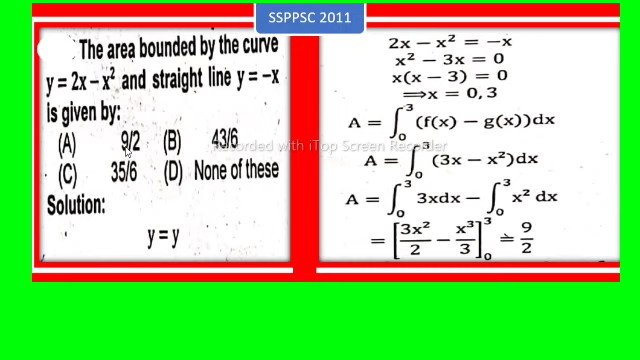 SSPPSC 2011
The area bounded by the curve
y = 2x – x² and straight line y = –x
is given by:
(A) 9/2 (B) 43/6
(C) 35/6 (D) None of these
Solution:
y = y
2x − x² = −x
x² − 3x = 0
x(x − 3) = 0
⟹x = 0, 3
A = ∫₀³ (f(x) − g(x))dx
Recorded with iTop Screen Recorder
A = ∫₀³ (3x − x²)dx
A = ∫₀³ 3xdx − ∫₀³ x² dx
= [3x²/2 − x³/3]₀³ = 9/2